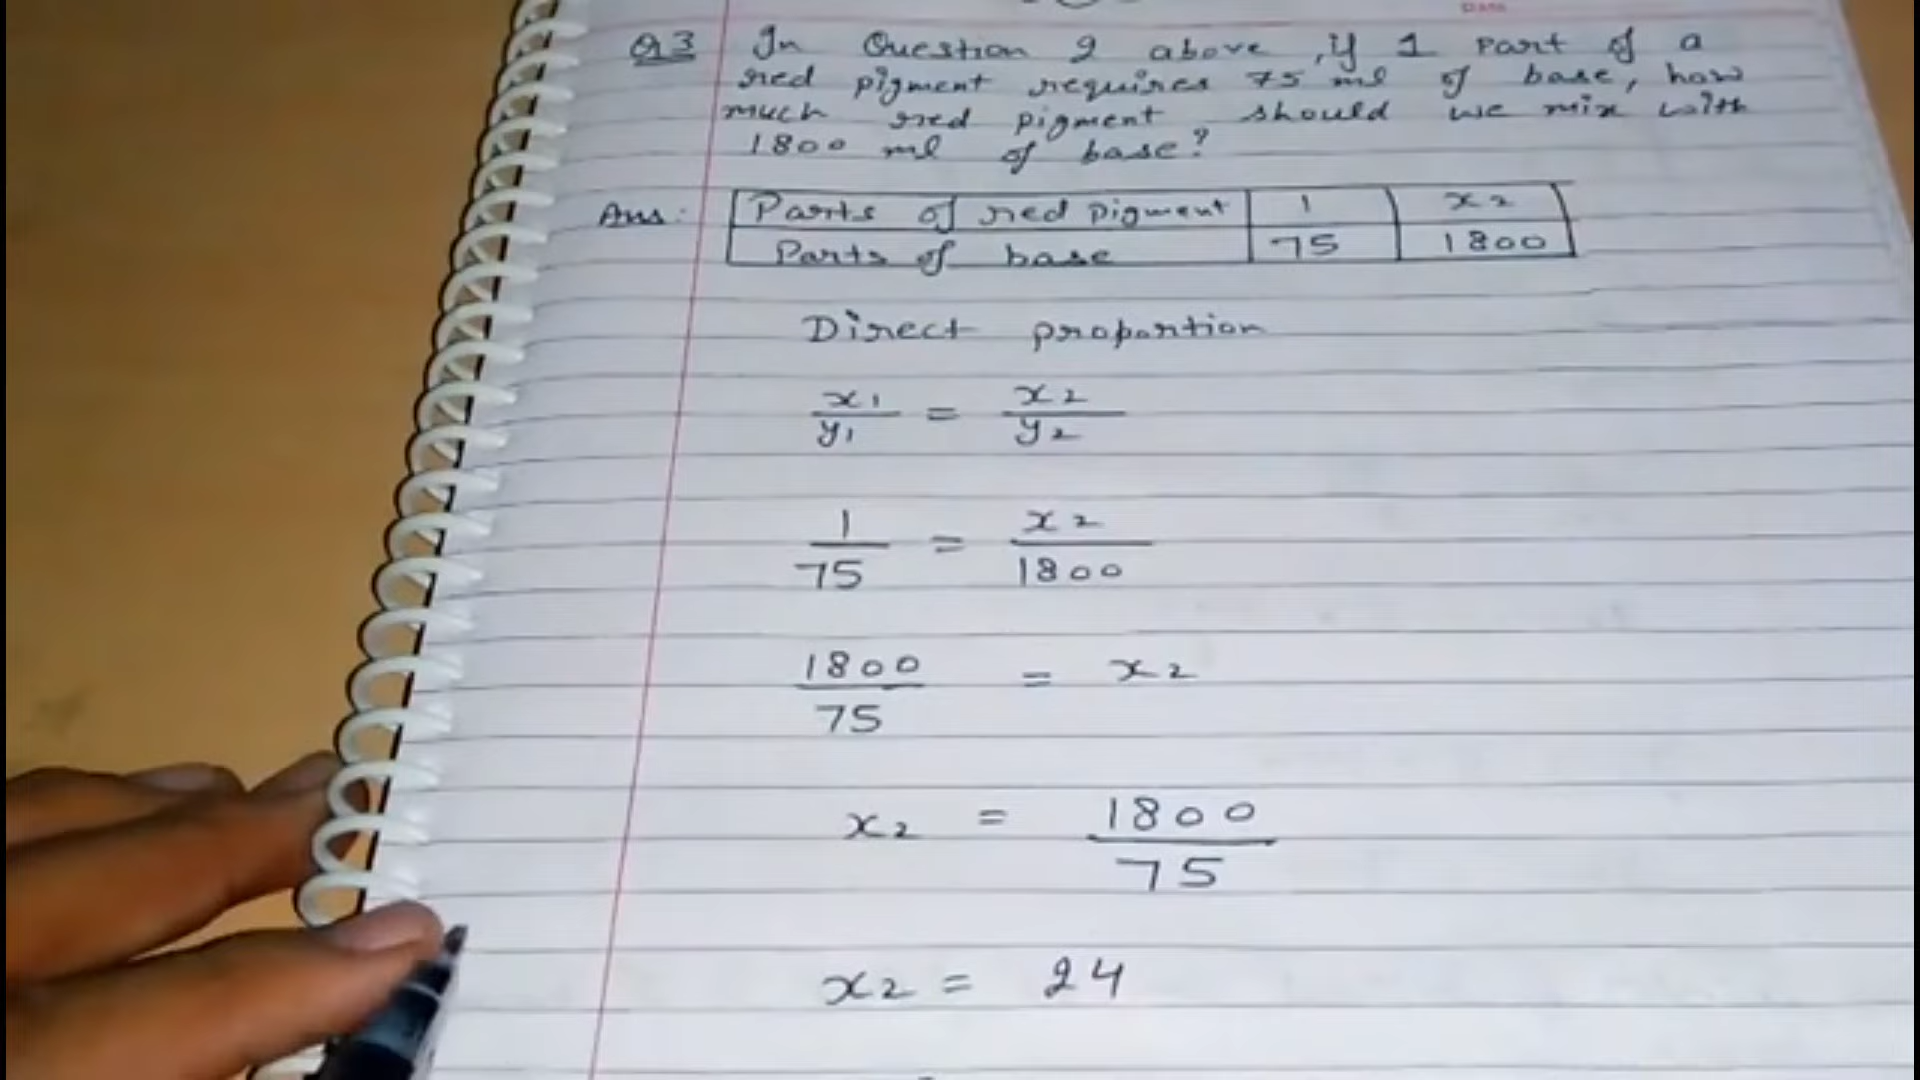 Date
Q3 In Question 2 above, if 1 part of a
red pigment requires 75 ml of base, how
much red pigment should we mix with
1800 ml of base?
Ans: Parts of red pigment 1 x2
Parts of base 75 1800
Direct proportion
x1/y1 = x2/y2
1/75 = x2/1800
1800/75 = x2
x2 = 1800/75
x2 = 24